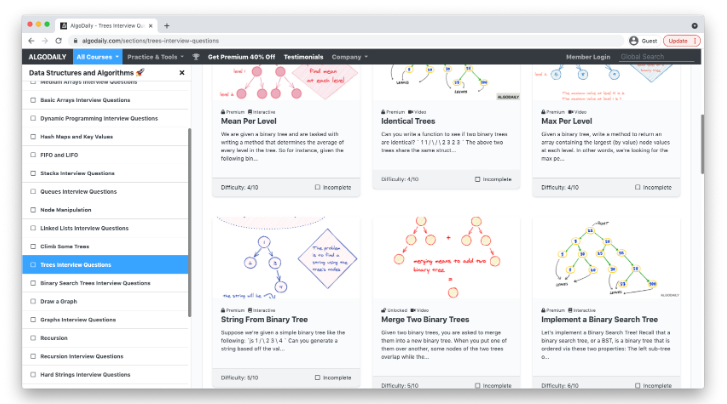 AlgoDaily - Trees Interview Ques
algodaily.com/sections/trees-interview-questions
Guest
Update
ALGODAILY
All Courses
Practice & Tools
Get Premium 40% Off
Testimonials
Company
Member Login
Global Search
Data Structures and Algorithms 🚀
Median Arrays Interview Questions
Basic Arrays Interview Questions
Dynamic Programming Interview Questions
Hash Maps and Key Values
FIFO and LIFO
Stacks Interview Questions
Queues Interview Questions
Node Manipulation
Linked Lists Interview Questions
Climb Some Trees
Trees Interview Questions
Binary Search Trees Interview Questions
Draw a Graph
Graphs Interview Questions
Recursion
Recursion Interview Questions
Hard Strings Interview Questions
Find mean
at each level.
Premium Interactive
Mean Per Level
We are given a binary tree and are tasked with
writing a method that determines the average of
every level in the tree. So for instance, given the
following bin...
Difficulty: 4/10
Incomplete
ALGODAILY
Premium Video
Identical Trees
Can you write a function to see if two binary
trees are identical? ` 1 1 / \ / \ 2 3 2 3 ` The above two
trees share the same struct...
Difficulty: 4/10
Incomplete
Premium Video
Max Per Level
Given a binary tree, write a method to return an
array containing the largest (by value) node values
at each level. In other words, we're looking for the
max pe...
Difficulty: 4/10
Incomplete
The problem
is to find a
string using the
tree's nodes
the string will be
Premium Interactive
String From Binary Tree
Suppose we're given a simple binary tree like the
following: `js 1 / \ 2 3 \ 4 ` Can you generate a
string based off the val...
Difficulty: 5/10
Incomplete
merging means to add two
binary tree
Unlocked Video
Merge Two Binary Trees
Given two binary trees, you are asked to merge
them into a new binary tree. When you put one of
them over another, some nodes of the two trees
overlap while the...
Difficulty: 5/10
Incomplete
ALGODAILY
Premium Interactive
Implement a Binary Search Tree
Let's implement a Binary Search Tree! Recall that a
binary search tree, or a BST, is a binary tree that is
ordered via these two properties: The left sub-tree
o...
Difficulty: 6/10
Incomplete